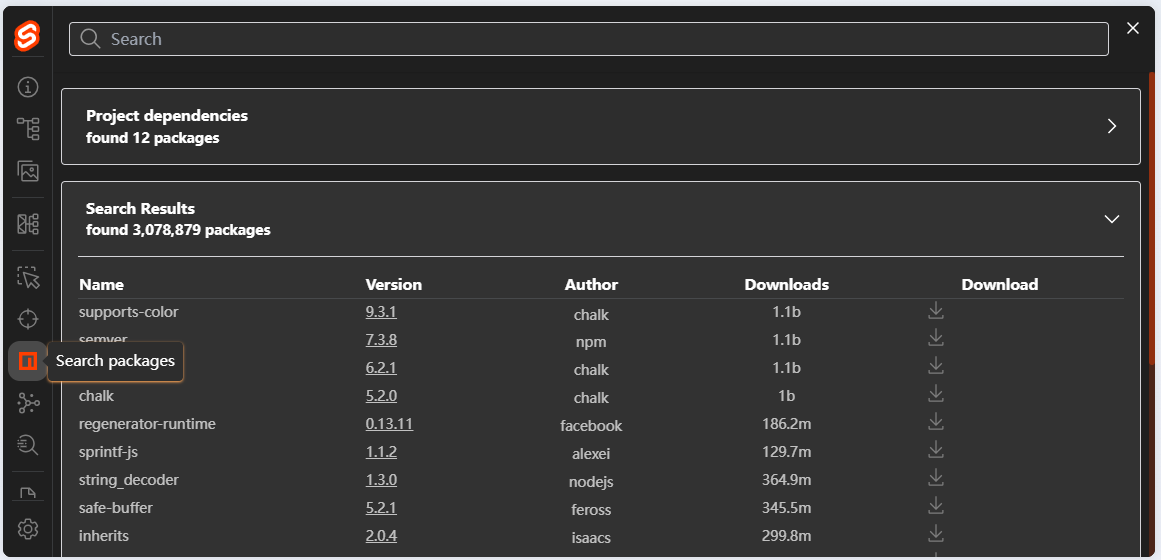 Search
Project dependencies
found 12 packages
Search Results
found 3,078,879 packages
Name Version Author Downloads Download
supports-color 9.3.1 chalk 1.1b
semver 7.3.8 npm 1.1b
Search packages
6.2.1 chalk 1.1b
chalk 5.2.0 chalk 1b
regenerator-runtime 0.13.11 facebook 186.2m
sprintf-js 1.1.2 alexei 129.7m
string_decoder 1.3.0 nodejs 364.9m
safe-buffer 5.2.1 feross 345.5m
inherits 2.0.4 isaacs 299.8m